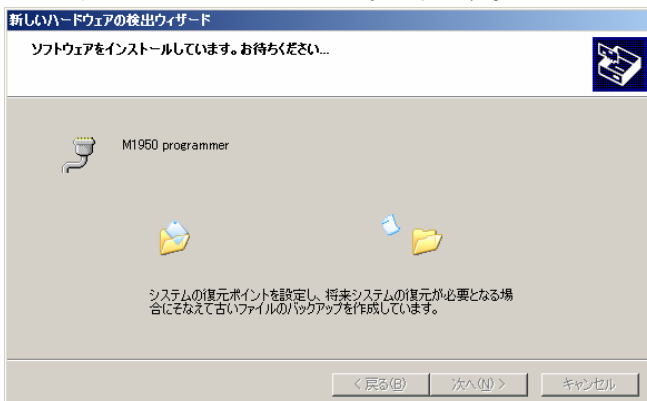 新しいハードウェアの検出ウィザード
ソフトウェアをインストールしています。お待ちください...
M1950 programmer
システムの復元ポイントを設定し、将来システムの復元が必要となる場
合にそなえて古いファイルのバックアップを作成しています。
< 戻る(B)
次へ(N) >
キャンセル